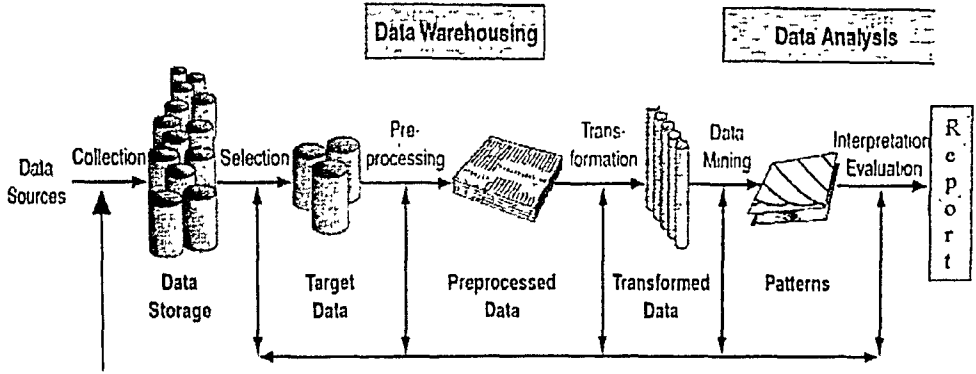 Data Warehousing
Data Analysis
Data
Sources
Collection
Selection
Pre-
processing
Trans-
formation
Data
Mining
Interpretation
Evaluation
Report
Data
Storage
Target
Data
Preprocessed
Data
Transformed
Data
Patterns